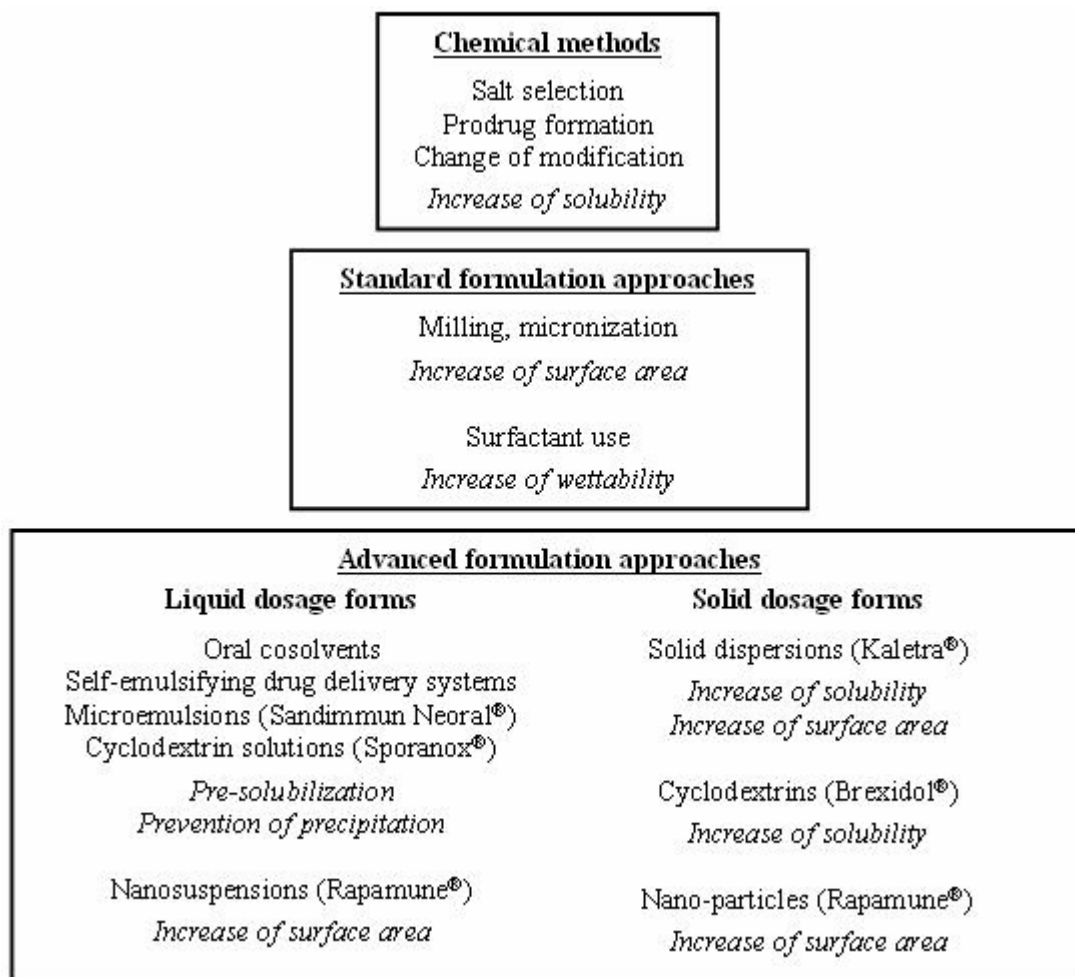 Chemical methods
Salt selection
Prodrug formation
Change of modification
Increase of solubility
Standard formulation approaches
Milling, micronization
Increase of surface area
Surfactant use
Increase of wettability
Advanced formulation approaches
Liquid dosage forms
Oral cosolvents
Self-emulsifying drug delivery systems
Microemulsions (Sandimmun Neoral®)
Cyclodextrin solutions (Sporanox®)
Pre-solubilization
Prevention of precipitation
Nanosuspensions (Rapamune®)
Increase of surface area
Solid dosage forms
Solid dispersions (Kaletra®)
Increase of solubility
Increase of surface area
Cyclodextrins (Brexidol®)
Increase of solubility
Nano-particles (Rapamune®)
Increase of surface area